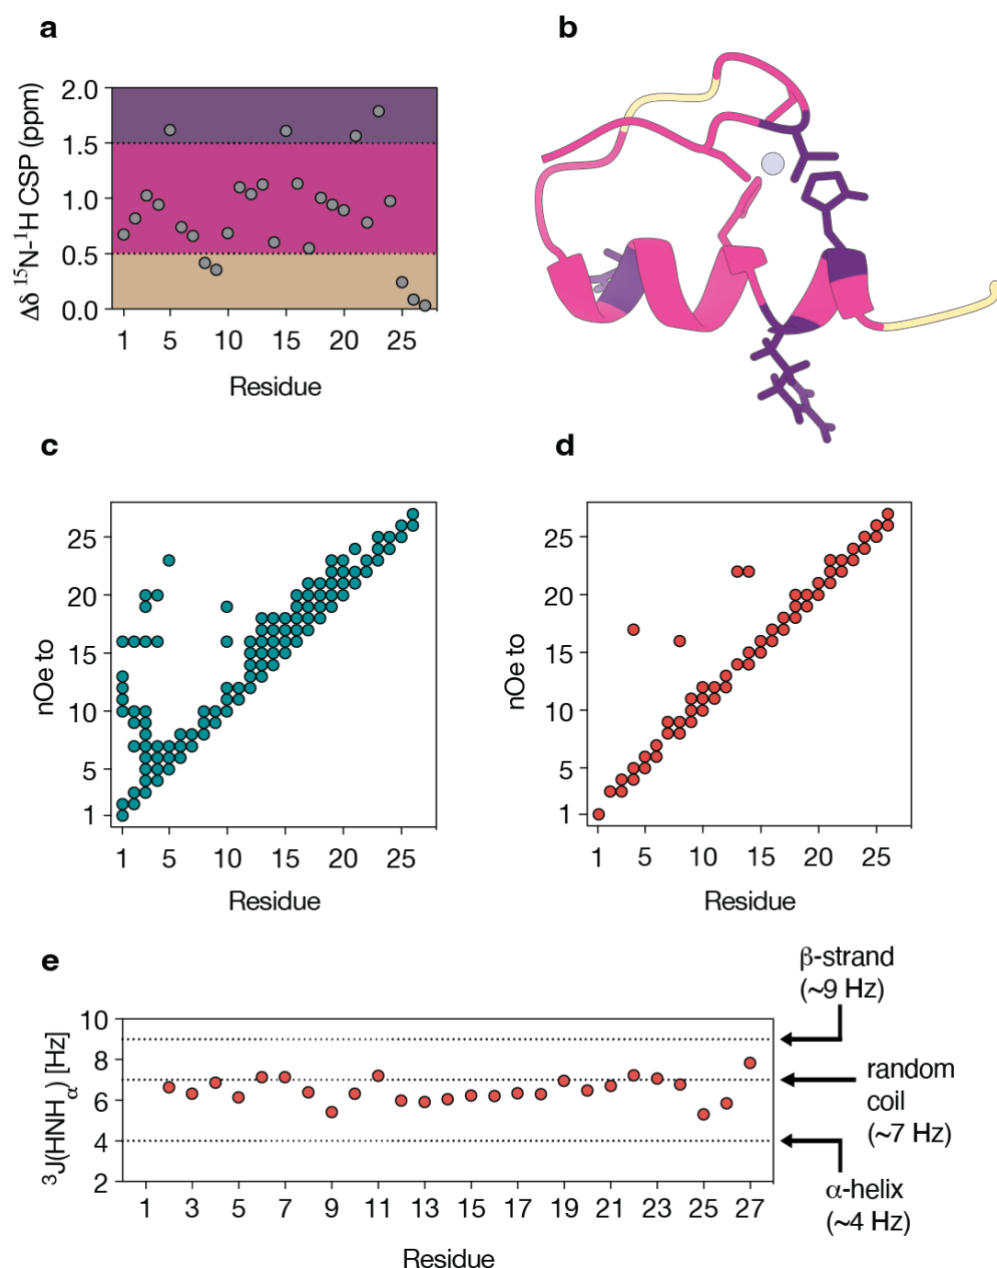 a
b
2.0
1.5
1.0
0.5
0.0
Δδ ¹⁵N-¹H CSP (ppm)
1 5 10 15 20 25
Residue
c
d
25
20
15
10
5
1
nOe to
1 5 10 15 20 25
Residue
25
20
15
10
5
1
nOe to
1 5 10 15 20 25
Residue
e
β-strand
(~9 Hz)
10
8
6
4
2
³J(HNHα) [Hz]
random
coil
(~7 Hz)
α-helix
(~4 Hz)
1 3 5 7 9 11 13 15 17 19 21 23 25 27
Residue